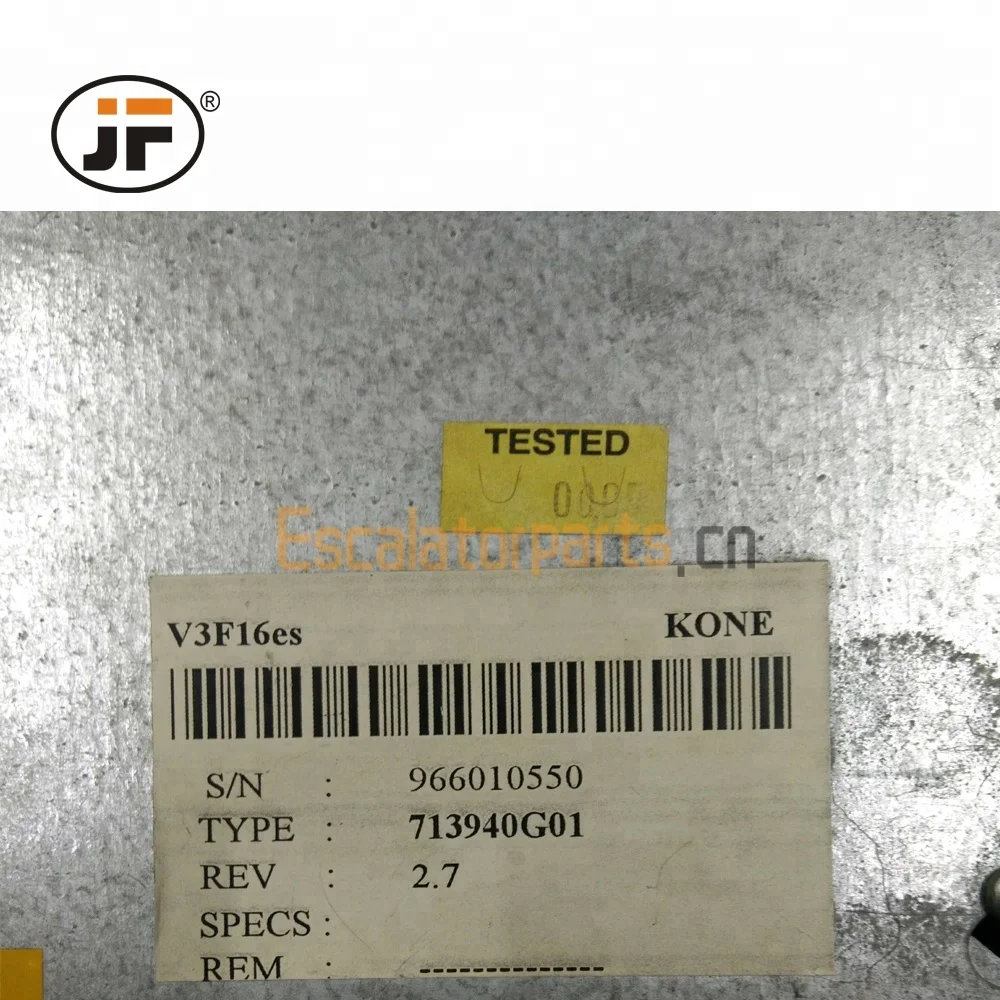 JF®
TESTED
Escalatorparts.cn
V3F16es KONE
S/N : 966010550
TYPE : 713940G01
REV : 2.7
SPECS :
REM : -------------